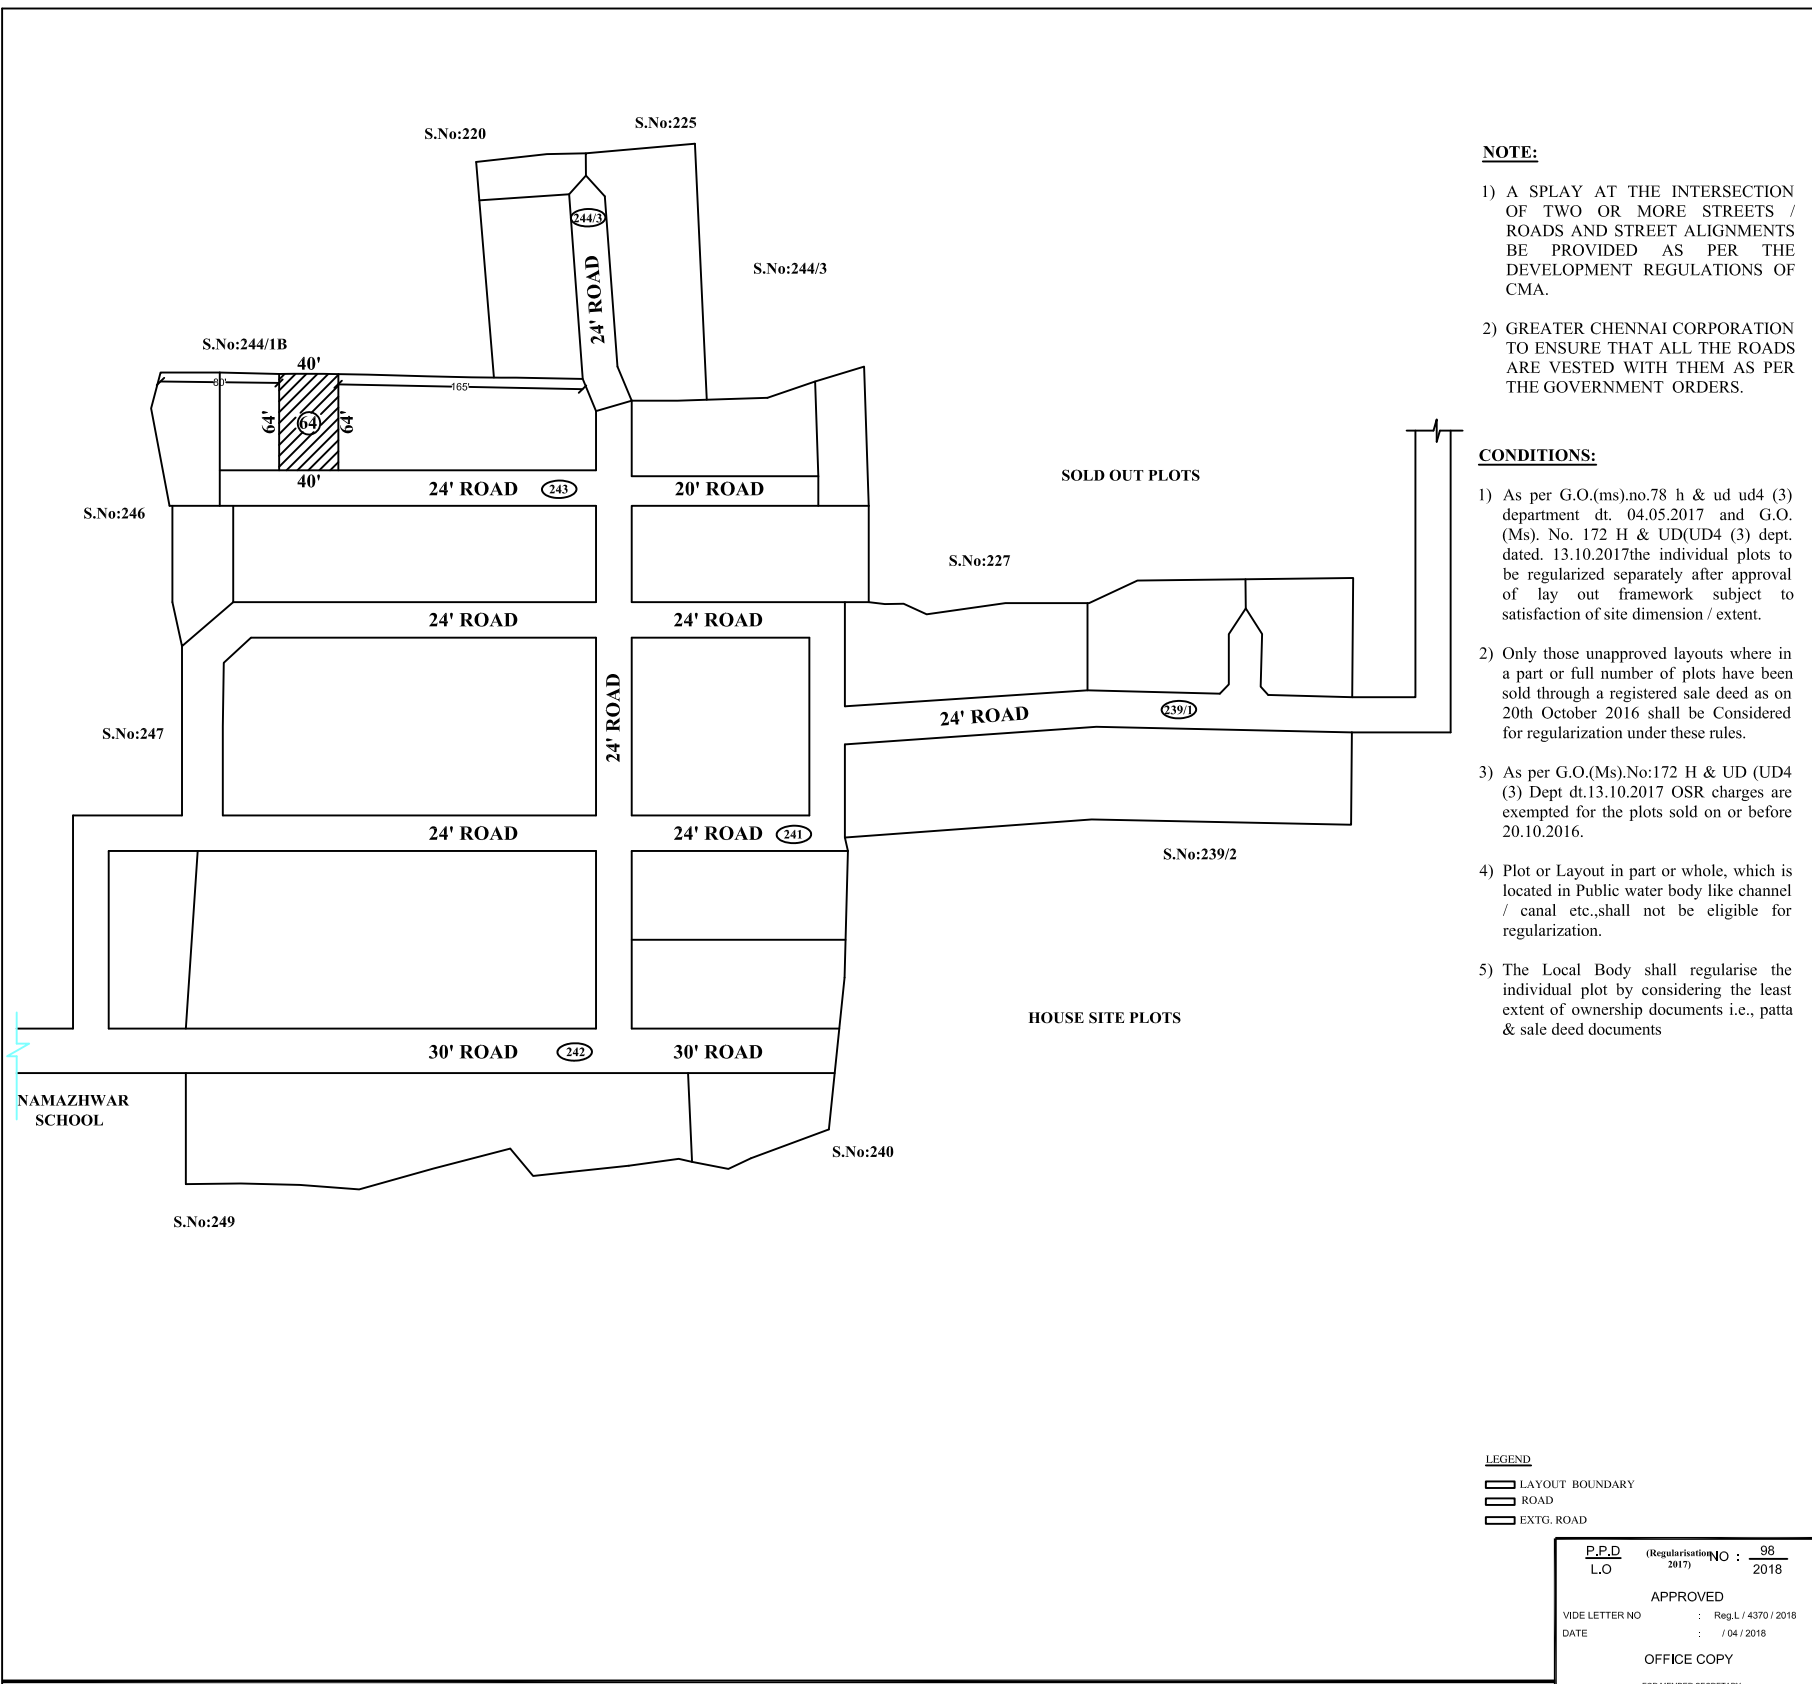 S.No:220
S.No:225
244/3
S.No:244/3
24' ROAD
S.No:244/1B
40'
80'
165'
64'
64
64'
40'
24' ROAD
243
20' ROAD
SOLD OUT PLOTS
S.No:246
S.No:227
24' ROAD
24' ROAD
24' ROAD
24' ROAD
239/1
S.No:247
24' ROAD
24' ROAD
241
S.No:239/2
HOUSE SITE PLOTS
30' ROAD
242
30' ROAD
NAMAZHWAR
SCHOOL
S.No:240
S.No:249
NOTE:
1) A SPLAY AT THE INTERSECTION
OF TWO OR MORE STREETS /
ROADS AND STREET ALIGNMENTS
BE PROVIDED AS PER THE
DEVELOPMENT REGULATIONS OF
CMA.
2) GREATER CHENNAI CORPORATION
TO ENSURE THAT ALL THE ROADS
ARE VESTED WITH THEM AS PER
THE GOVERNMENT ORDERS.
CONDITIONS:
1) As per G.O.(ms).no.78 h & ud ud4 (3)
department dt. 04.05.2017 and G.O.
(Ms). No. 172 H & UD(UD4 (3) dept.
dated. 13.10.2017the individual plots to
be regularized separately after approval
of lay out framework subject to
satisfaction of site dimension / extent.
2) Only those unapproved layouts where in
a part or full number of plots have been
sold through a registered sale deed as on
20th October 2016 shall be Considered
for regularization under these rules.
3) As per G.O.(Ms).No:172 H & UD (UD4
(3) Dept dt.13.10.2017 OSR charges are
exempted for the plots sold on or before
20.10.2016.
4) Plot or Layout in part or whole, which is
located in Public water body like channel
/ canal etc.,shall not be eligible for
regularization.
5) The Local Body shall regularise the
individual plot by considering the least
extent of ownership documents i.e., patta
& sale deed documents
LEGEND
LAYOUT BOUNDARY
ROAD
EXTG. ROAD
P.P.D
L.O
(Regularisation
2017)
NO : 98
2018
APPROVED
VIDE LETTER NO : Reg.L / 4370 / 2018
DATE : / 04 / 2018
OFFICE COPY